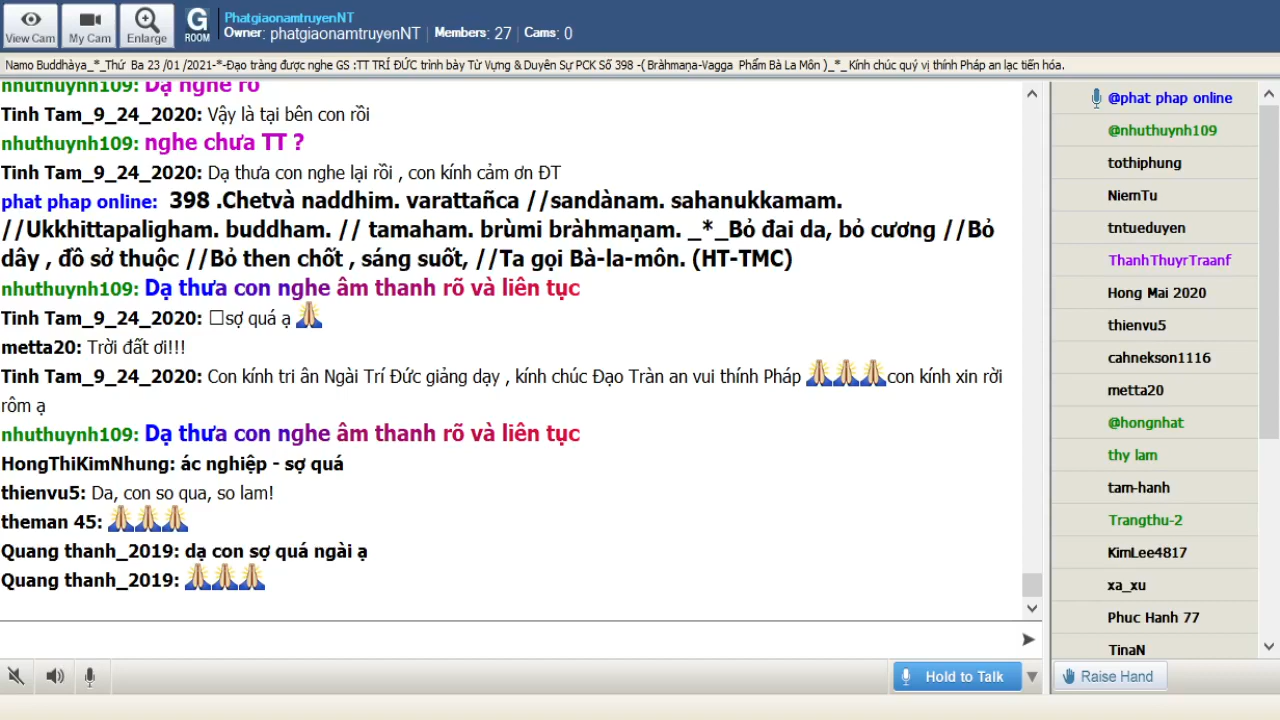 View Cam
My Cam
Enlarge
G
ROOM
PhatgiaonamtruyenNT
Owner: phatgiaonamtruyenNT | Members: 27 | Cams: 0
Namo Buddhàya_*_Thứ Ba 23 /01 /2021-*-Đạo tràng được nghe GS :TT TRÍ ĐỨC trình bày Từ Vựng & Duyên Sự PCK Số 398 -( Bràhmaṇa-Vagga Phẩm Bà La Môn )_*_ Kính chúc quý vị thính Pháp an lạc tiến hóa.
nhuthuynh109: Dạ nghe rõ
Tinh Tam_9_24_2020: Vậy là tại bên con rồi
nhuthuynh109: nghe chưa TT ?
Tinh Tam_9_24_2020: Dạ thưa con nghe lại rồi , con kính cảm ơn ĐT
phat phap online: 398 .Chetvà naddhim. varattañca //sandànam. sahanukkamam.
//Ukkhittapaligham. buddham. // tamaham. brùmi bràhmaṇam. _*_Bỏ đai da, bỏ cương //Bỏ
dây , đồ sở thuộc //Bỏ then chốt , sáng suốt, //Ta gọi Bà-la-môn. (HT-TMC)
nhuthuynh109: Dạ thưa con nghe âm thanh rõ và liên tục
Tinh Tam_9_24_2020: sợ quá ạ 🙏
metta20: Trời đất ơi!!!
Tinh Tam_9_24_2020: Con kính tri ân Ngài Trí Đức giảng dạy , kính chúc Đạo Tràn an vui thính Pháp 🙏🙏🙏con kính xin rời
rôm ạ
nhuthuynh109: Dạ thưa con nghe âm thanh rõ và liên tục
HongThiKimNhung: ác nghiệp - sợ quá
thienvu5: Da, con so qua, so lam!
theman 45: 🙏🙏🙏
Quang thanh_2019: dạ con sợ quá ngài ạ
Quang thanh_2019: 🙏🙏🙏
Hold to Talk
@phat phap online
@nhuthuynh109
tothiphung
NiemTu
tntueduyen
ThanhThuyrTraanf
Hong Mai 2020
thienvu5
cahnekson1116
metta20
@hongnhat
thy lam
tam-hanh
Trangthu-2
KimLee4817
xa_xu
Phuc Hanh 77
TinaN
Raise Hand